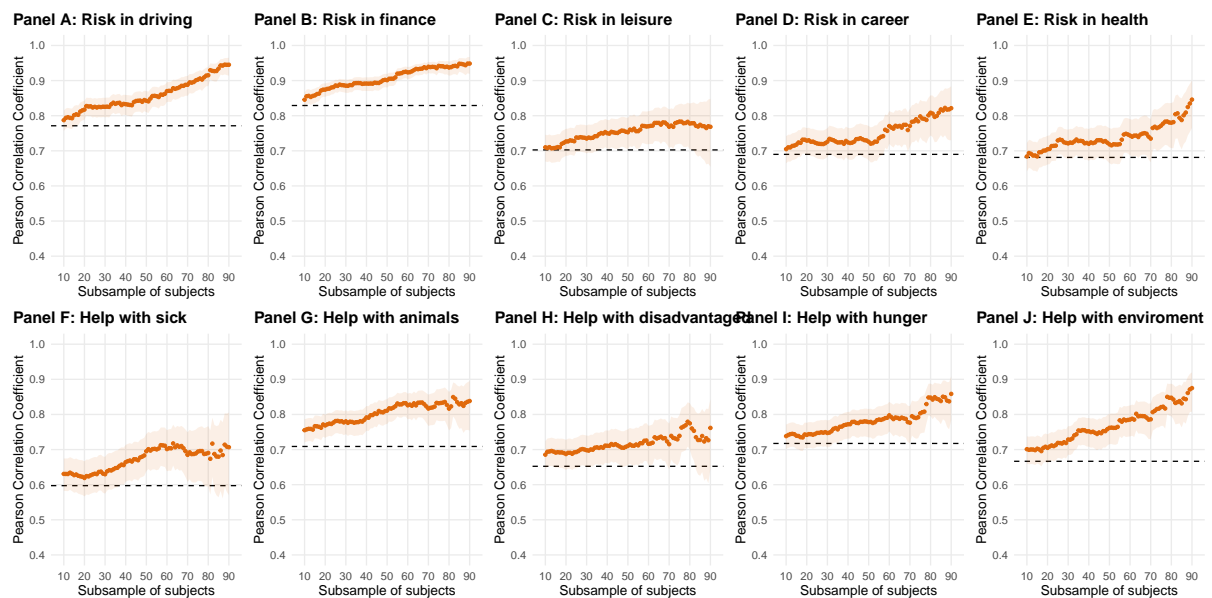 Panel A: Risk in driving
Pearson Correlation Coefficient
1.0
0.9
0.8
0.7
0.6
0.5
0.4
10 20 30 40 50 60 70 80 90
Subsample of subjects
Panel B: Risk in finance
Pearson Correlation Coefficient
1.0
0.9
0.8
0.7
0.6
0.5
0.4
10 20 30 40 50 60 70 80 90
Subsample of subjects
Panel C: Risk in leisure
Pearson Correlation Coefficient
1.0
0.9
0.8
0.7
0.6
0.5
0.4
10 20 30 40 50 60 70 80 90
Subsample of subjects
Panel D: Risk in career
Pearson Correlation Coefficient
1.0
0.9
0.8
0.7
0.6
0.5
0.4
10 20 30 40 50 60 70 80 90
Subsample of subjects
Panel E: Risk in health
Pearson Correlation Coefficient
1.0
0.9
0.8
0.7
0.6
0.5
0.4
10 20 30 40 50 60 70 80 90
Subsample of subjects
Panel F: Help with sick
Pearson Correlation Coefficient
1.0
0.9
0.8
0.7
0.6
0.5
0.4
10 20 30 40 50 60 70 80 90
Subsample of subjects
Panel G: Help with animals
Pearson Correlation Coefficient
1.0
0.9
0.8
0.7
0.6
0.5
0.4
10 20 30 40 50 60 70 80 90
Subsample of subjects
Panel H: Help with disadvantaged
Pearson Correlation Coefficient
1.0
0.9
0.8
0.7
0.6
0.5
0.4
10 20 30 40 50 60 70 80 90
Subsample of subjects
Panel I: Help with hunger
Pearson Correlation Coefficient
1.0
0.9
0.8
0.7
0.6
0.5
0.4
10 20 30 40 50 60 70 80 90
Subsample of subjects
Panel J: Help with enviroment
Pearson Correlation Coefficient
1.0
0.9
0.8
0.7
0.6
0.5
0.4
10 20 30 40 50 60 70 80 90
Subsample of subjects